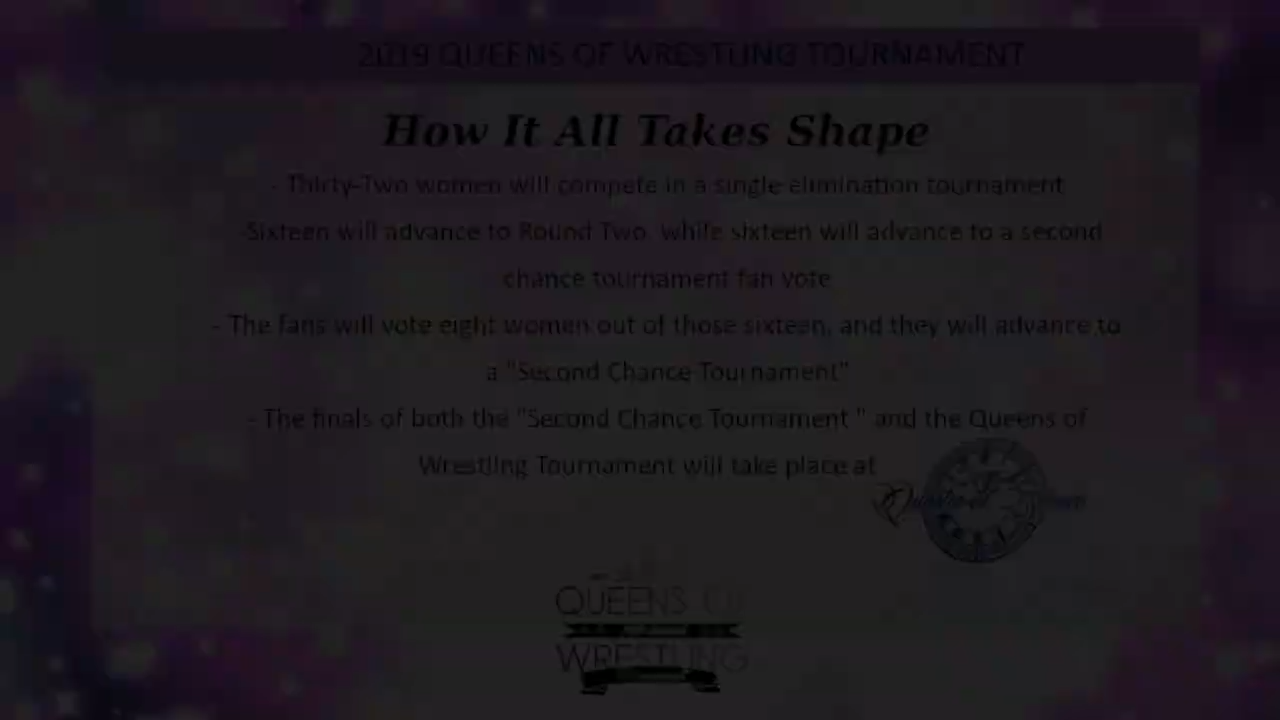 2019 QUEENS OF WRESTLING TOURNAMENT
How It All Takes Shape
- Thirty-Two women will compete in a single elimination tournament
-Sixteen will advance to Round Two, while sixteen will advance to a second
chance tournament fan vote
- The fans will vote eight women out of those sixteen, and they will advance to
a "Second Chance Tournament"
- The finals of both the "Second Chance Tournament " and the Queens of
Wrestling Tournament will take place at
QUEENS OF
WRESTLING